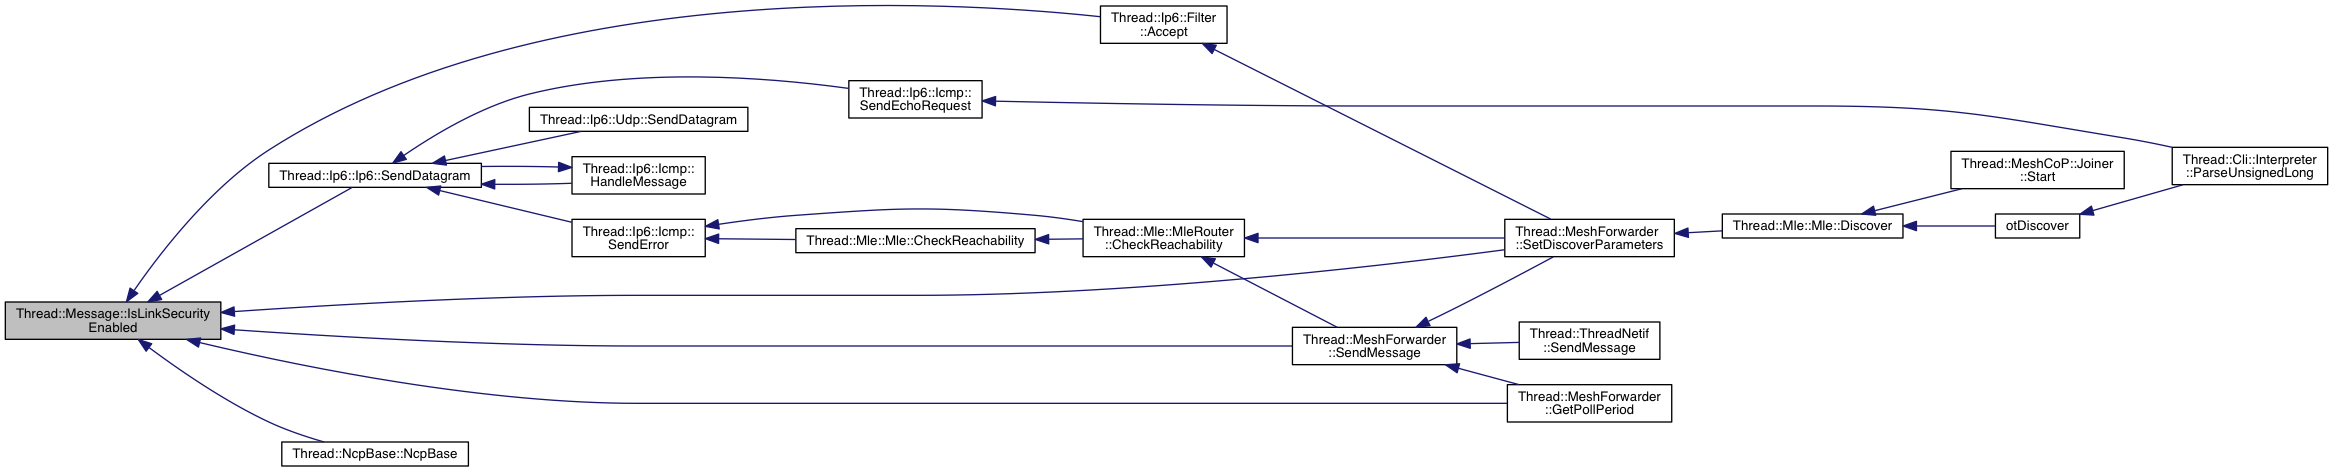 Thread::Ip6::Filter
::Accept
Thread::Ip6::Icmp::
SendEchoRequest
Thread::Ip6::Udp::SendDatagram
Thread::Ip6::Ip6::SendDatagram
Thread::Ip6::Icmp::
HandleMessage
Thread::Ip6::Icmp::
SendError
Thread::Mle::Mle::CheckReachability
Thread::Mle::MleRouter
::CheckReachability
Thread::MeshForwarder
::SetDiscoverParameters
Thread::Mle::Mle::Discover
Thread::MeshCoP::Joiner
::Start
otDiscover
Thread::Cli::Interpreter
::ParseUnsignedLong
Thread::Message::IsLinkSecurity
Enabled
Thread::MeshForwarder
::SendMessage
Thread::ThreadNetif
::SendMessage
Thread::MeshForwarder
::GetPollPeriod
Thread::NcpBase::NcpBase